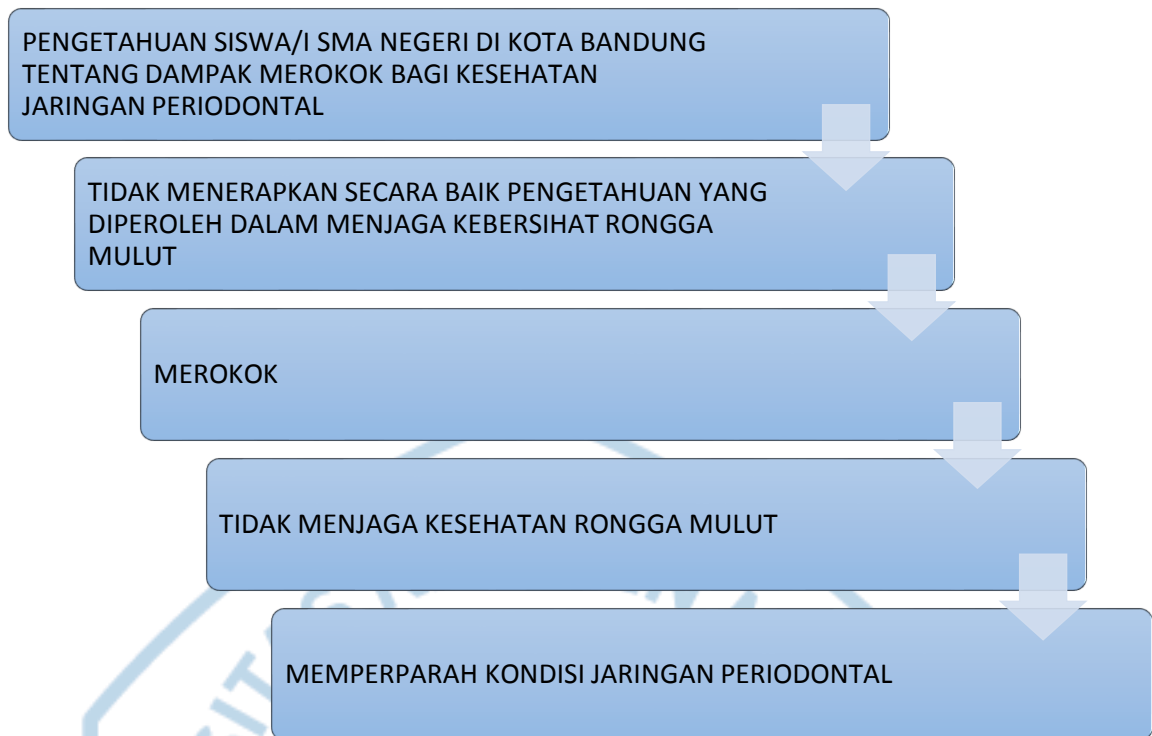 PENGETAHUAN SISWA/I SMA NEGERI DI KOTA BANDUNG
TENTANG DAMPAK MEROKOK BAGI KESEHATAN
JARINGAN PERIODONTAL
TIDAK MENERAPKAN SECARA BAIK PENGETAHUAN YANG
DIPEROLEH DALAM MENJAGA KEBERSIHAT RONGGA
MULUT
MEROKOK
TIDAK MENJAGA KESEHATAN RONGGA MULUT
MEMPERPARAH KONDISI JARINGAN PERIODONTAL